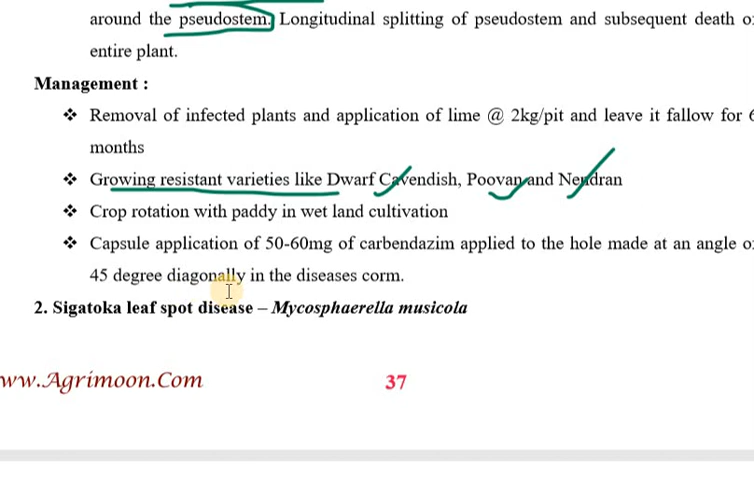 around the pseudostem. Longitudinal splitting of pseudostem and subsequent death
entire plant.
Management :
❖ Removal of infected plants and application of lime @ 2kg/pit and leave it fallow for 6
months
❖ Growing resistant varieties like Dwarf Cavendish, Poovan and Nendran
❖ Crop rotation with paddy in wet land cultivation
❖ Capsule application of 50-60mg of carbendazim applied to the hole made at an angle
45 degree diagonally in the diseases corm.
2. Sigatoka leaf spot disease – Mycosphaerella musicola
ww.Agrimoon.Com
37